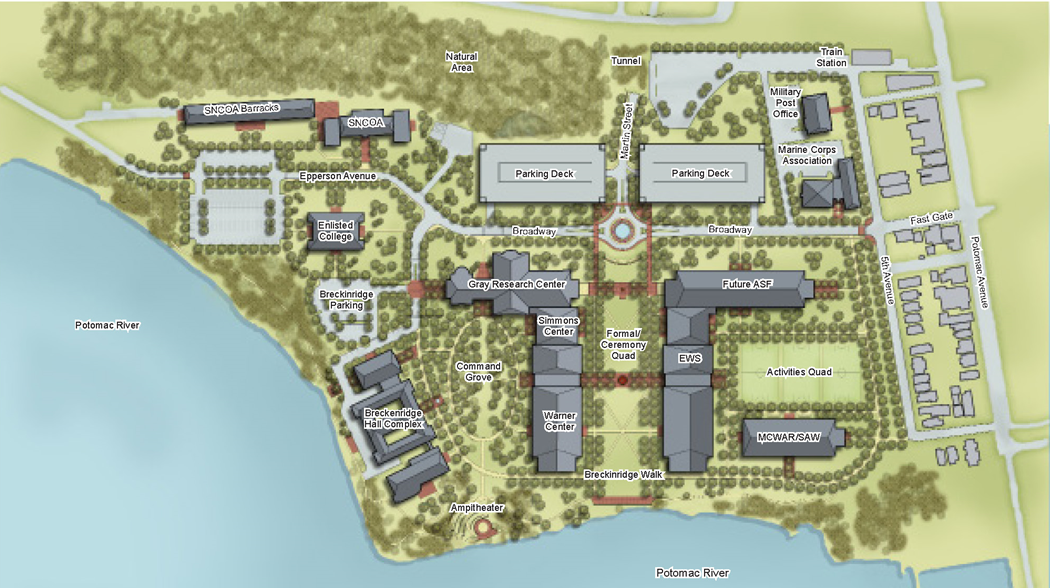 Natural
Area
Tunnel
Train
Station
SNCOA Barracks
SNCOA
Martin Street
Military
Post
Office
Marine Corps
Association
Parking Deck
Parking Deck
Epperson Avenue
Enlisted
College
Broadway
Broadway
Fast Gate
5th Avenue
Potomac Avenue
Gray Research Center
Future ASF
Breckinridge
Parking
Potomac River
Simmons
Center
Formal/
Ceremony
Quad
EWS
Command
Grove
Activities Quad
Breckenridge
Hall Complex
Warner
Center
MCWAR/SAW
Breckinridge Walk
Ampitheater
Potomac River